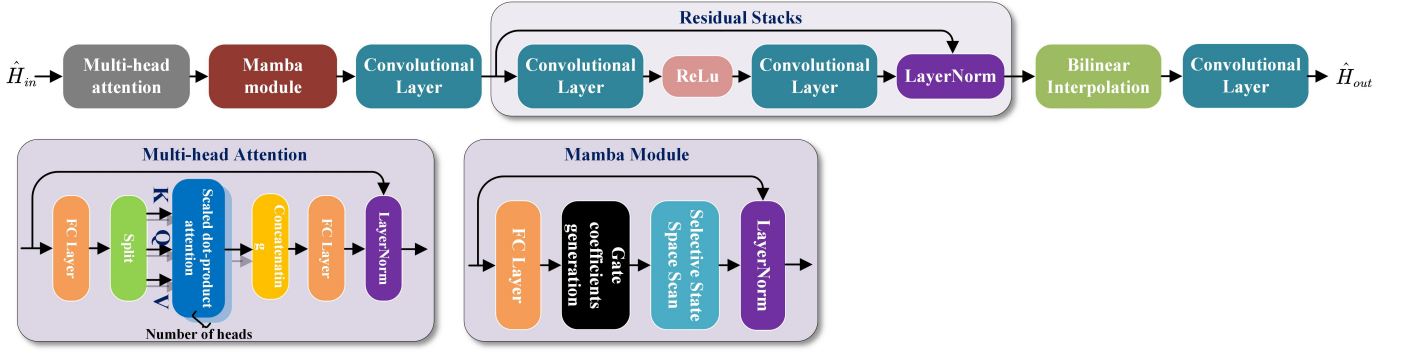 Residual Stacks
Ĥin
Multi-head
attention
Mamba
module
Convolutional
Layer
Convolutional
Layer
ReLu
Convolutional
Layer
LayerNorm
Bilinear
Interpolation
Convolutional
Layer
Ĥout
Multi-head Attention
FC Layer
Split
K
Q
V
Scaled dot-product
attention
Concatenatin
g
FC Layer
LayerNorm
Number of heads
Mamba Module
FC Layer
Gate
coefficients
generation
Selective State
Space Scan
LayerNorm